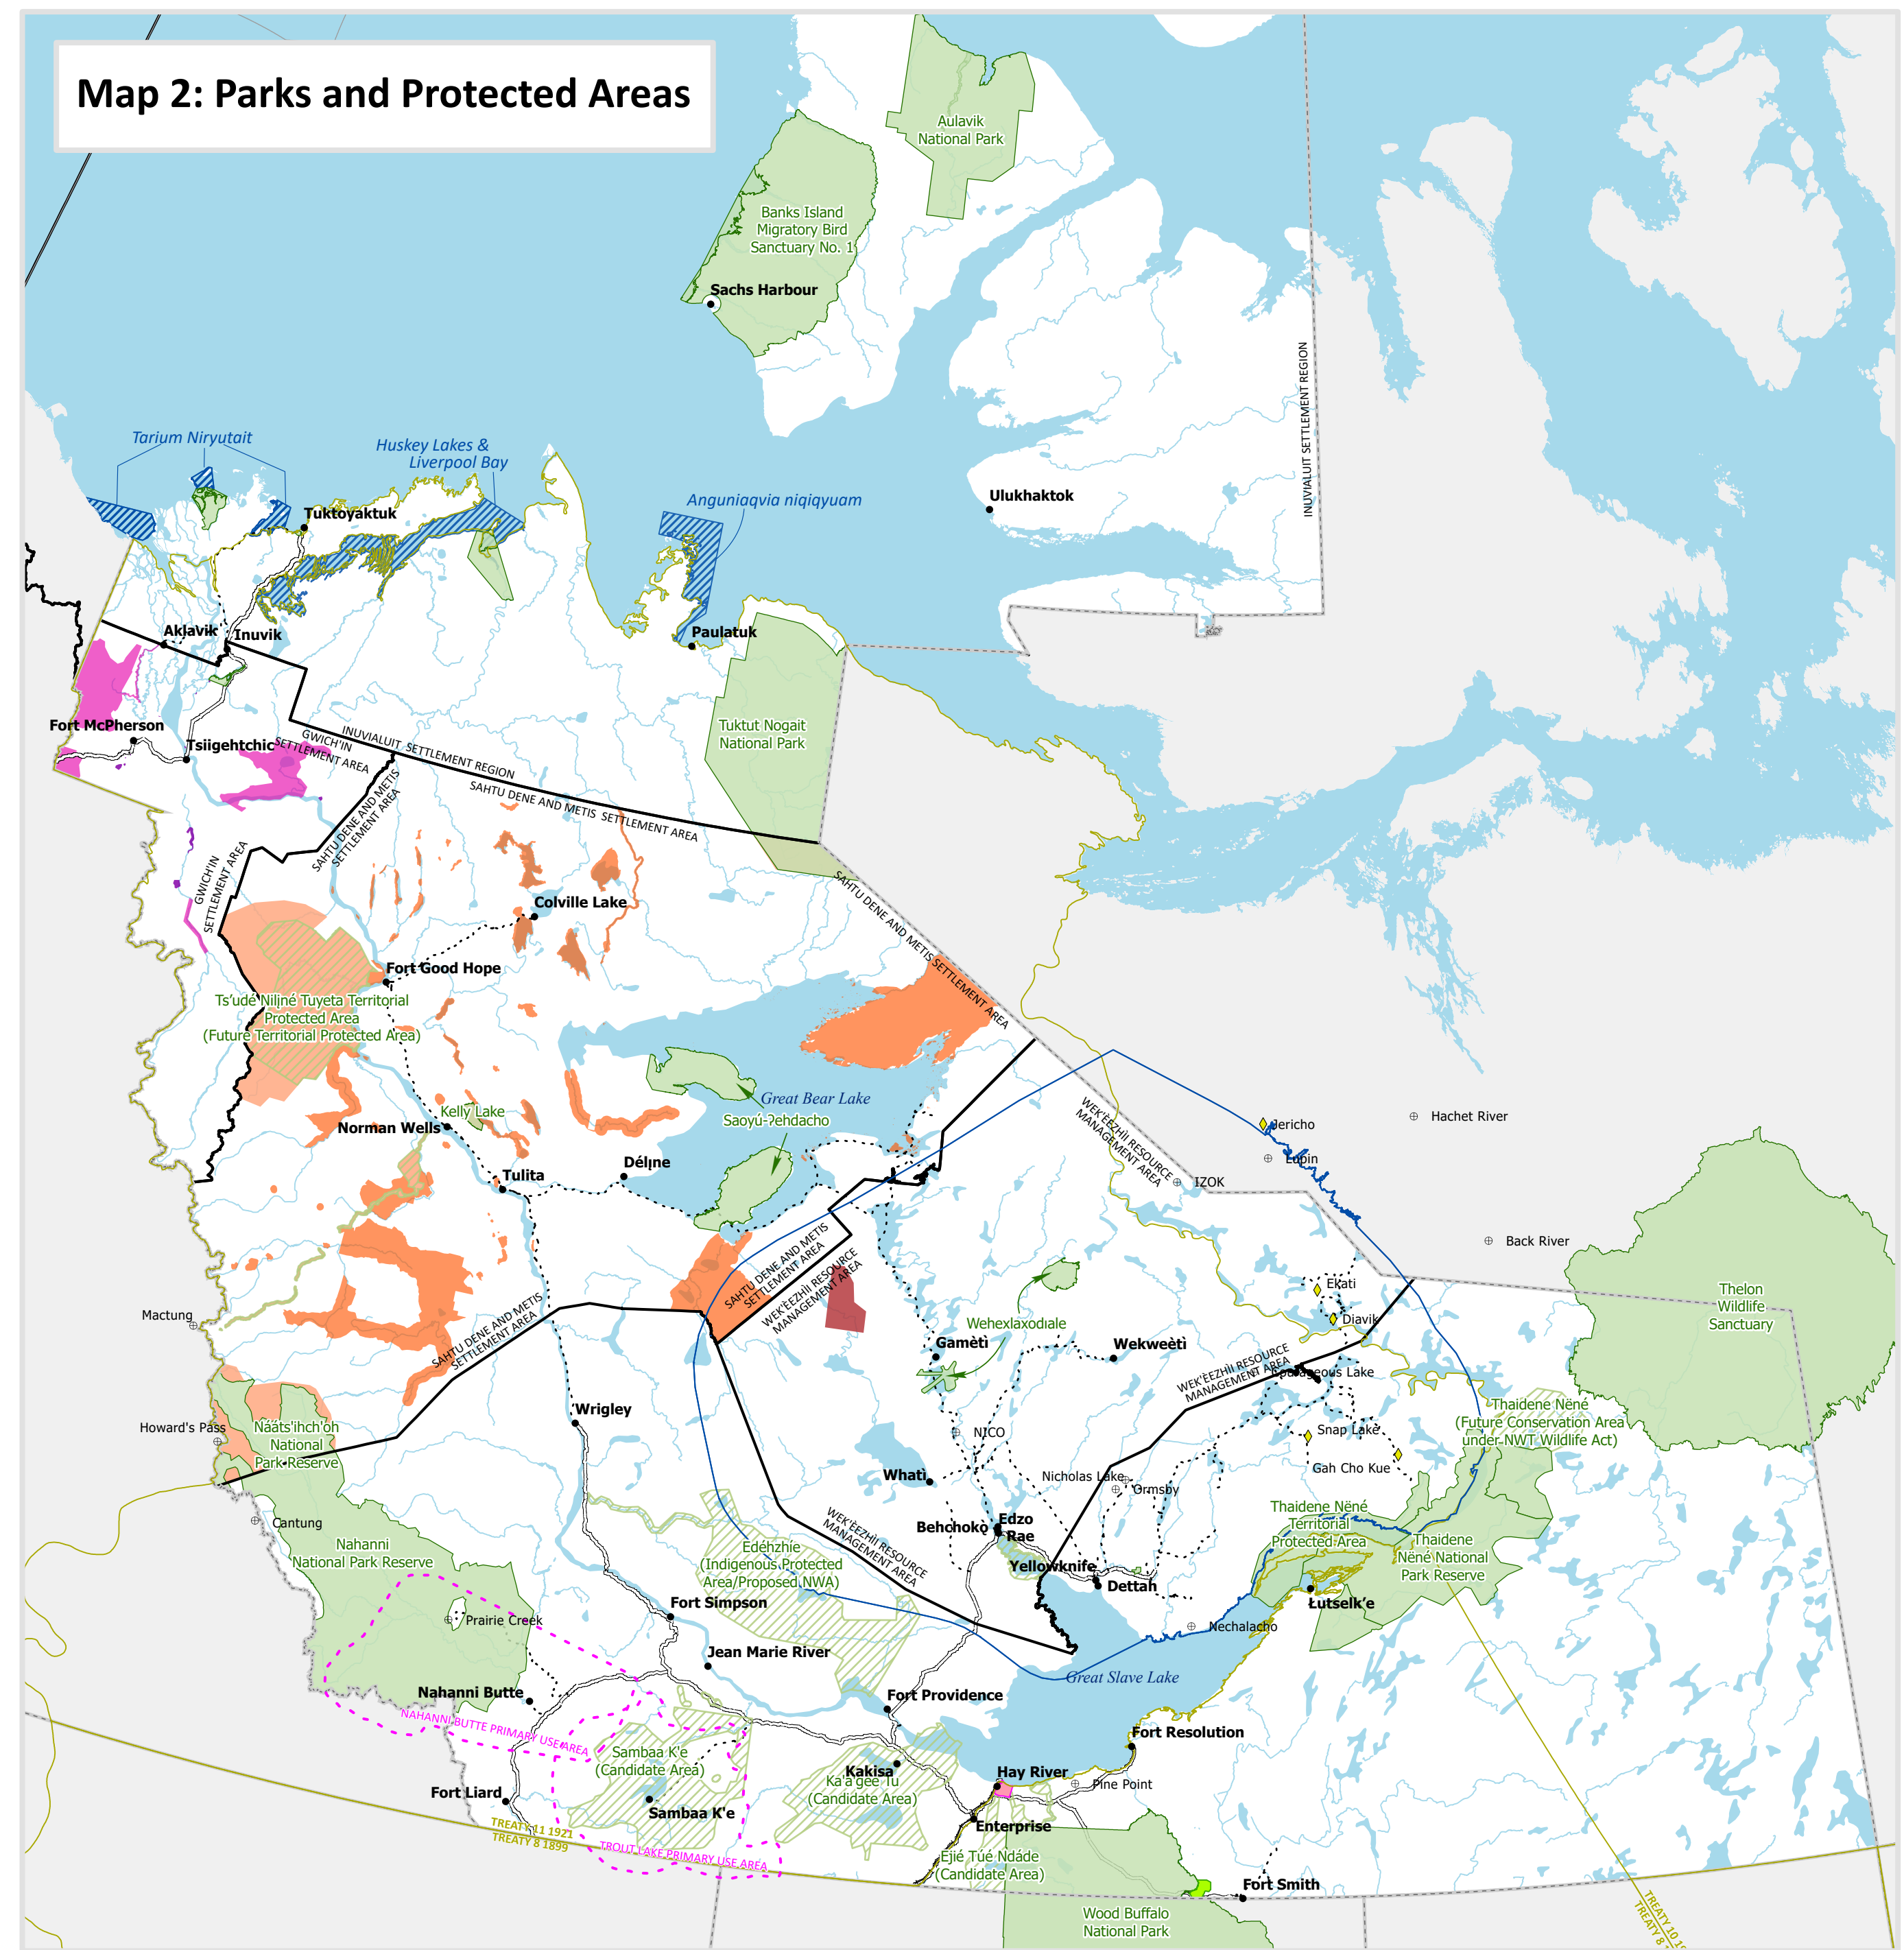 Map 2: Parks and Protected Areas
Aulavik
National Park
Banks Island
Migratory Bird
Sanctuary No. 1
Sachs Harbour
INUVIALUIT SETTLEMENT REGION
Tarium Niryutait
Huskey Lakes &
Liverpool Bay
Anguniaqvia niqiqyuam
Ulukhaktok
Tuktoyaktuk
Aklavik
Inuvik
Paulatuk
Fort McPherson
Tsiigehtchic
GWICH'IN
SETTLEMENT AREA
INUVIALUIT SETTLEMENT REGION
SAHTU DENE AND METIS SETTLEMENT AREA
Tuktut Nogait
National Park
SAHTU DENE AND METIS
SETTLEMENT AREA
GWICH'IN
SETTLEMENT AREA
SAHTU DENE AND METIS SETTLEMENT AREA
Colville Lake
Fort Good Hope
Ts'udé Nilįné Tuyeta Territorial
Protected Area
(Future Territorial Protected Area)
Great Bear Lake
Saoyú-ʔehdacho
Kelly Lake
Norman Wells
Tulita
Délįne
WEK'ÈEZHÌI RESOURCE
MANAGEMENT AREA
Jericho
Hachet River
Lupin
IZOK
Back River
Thelon
Wildlife
Sanctuary
SAHTU DENE AND METIS
SETTLEMENT AREA
WEK'ÈEZHÌI RESOURCE
MANAGEMENT AREA
Ekati
Diavik
Mactung
SAHTU DENE AND METIS
SETTLEMENT AREA
Wehexlaxodıale
Gamètì
Wekweètì
WEK'ÈEZHÌI RESOURCE
MANAGEMENT AREA
Howard's Pass
Nááts'ihch'oh
National
Park Reserve
Wrigley
NICO
Snap Lake
Gah Cho Kue
Thaidene Nëné
(Future Conservation Area
under NWT Wildlife Act)
Whati
Nicholas Lake
Ormsby
Cantung
Nahanni
National Park Reserve
WEK'ÈEZHÌI RESOURCE
MANAGEMENT AREA
Behchoko
Edzo
Rae
Thaidene Nëné
Territorial
Protected Area
Thaidene
Nëné National
Park Reserve
Edéhzhíe
(Indigenous Protected
Area/Proposed NWA)
Yellowknife
Dettah
Łutselk'e
Fort Simpson
Prairie Creek
Nechalacho
Jean Marie River
Great Slave Lake
Nahanni Butte
NAHANNI BUTTE PRIMARY USE AREA
Fort Providence
Fort Resolution
Sambaa K'e
(Candidate Area)
Kakisa
Ka'a'gee Tu
(Candidate Area)
Hay River
Pine Point
Fort Liard
Sambaa K'e
Enterprise
TREATY 11 1921
TREATY 8 1899
TROUT LAKE PRIMARY USE AREA
Ejié Túé Ndáde
(Candidate Area)
Fort Smith
Wood Buffalo
National Park
TREATY 10
TREATY 8